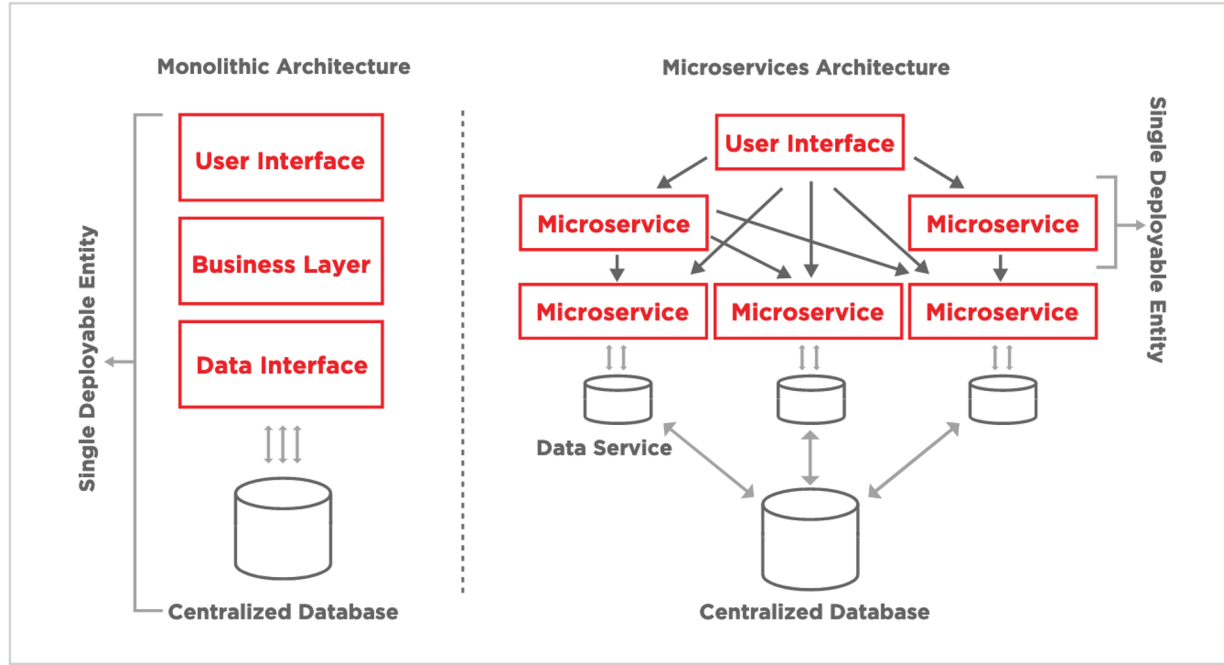 Monolithic Architecture
Single Deployable Entity
User Interface
Business Layer
Data Interface
Centralized Database
Microservices Architecture
User Interface
Microservice
Microservice
Single Deployable Entity
Microservice
Microservice
Microservice
Data Service
Centralized Database